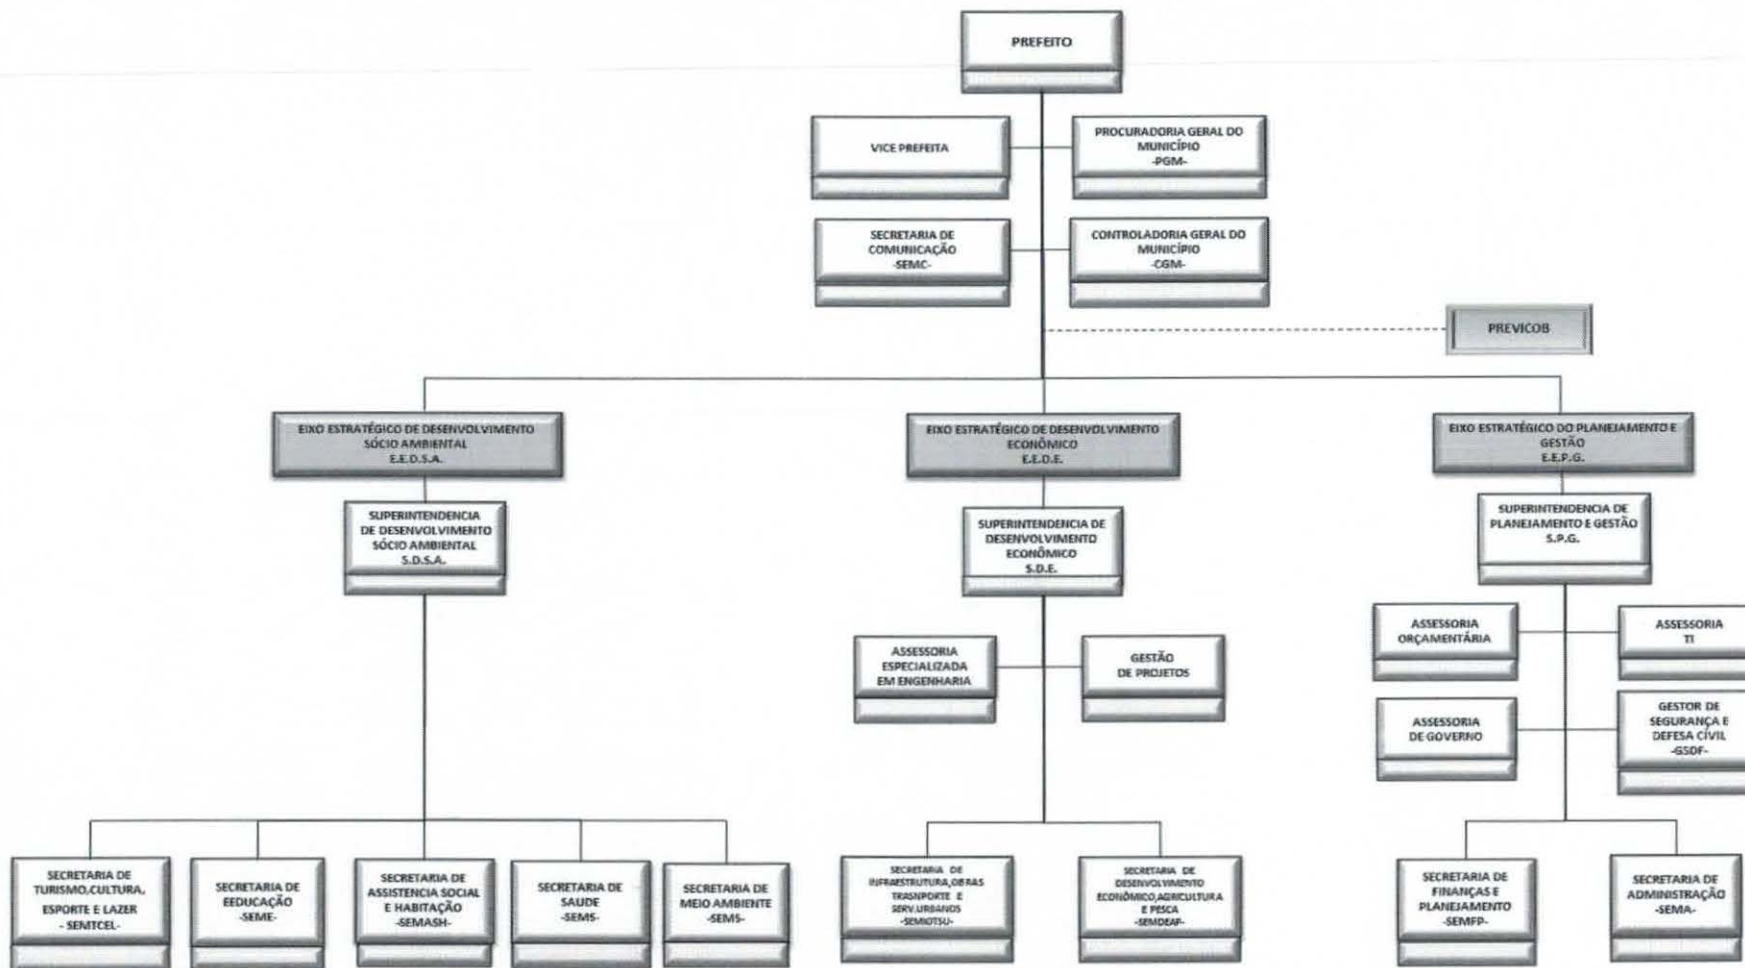 PREFEITO
VICE PREFEITA
PROCURADORIA GERAL DO
MUNICÍPIO
-PGM-
SECRETARIA DE
COMUNICAÇÃO
-SEMC-
CONTROLADORIA GERAL DO
MUNICÍPIO
-CGM-
PREVICOB
EIXO ESTRATÉGICO DE DESENVOLVIMENTO
SÓCIO AMBIENTAL
E.E.D.S.A.
EIXO ESTRATÉGICO DE DESENVOLVIMENTO
ECONÔMICO
E.E.D.E.
EIXO ESTRATÉGICO DO PLANEJAMENTO E
GESTÃO
E.E.P.G.
SUPERINTENDENCIA
DE DESENVOLVIMENTO
SÓCIO AMBIENTAL
S.D.S.A.
SUPERINTENDENCIA DE
DESENVOLVIMENTO
ECONÔMICO
S.D.E.
SUPERINTENDENCIA DE
PLANEJAMENTO E GESTÃO
S.P.G.
ASSESSORIA
ORÇAMENTÁRIA
ASSESSORIA
TI
ASSESSORIA
ESPECIALIZADA
EM ENGENHARIA
GESTÃO
DE PROJETOS
ASSESSORIA
DE GOVERNO
GESTOR DE
SEGURANÇA E
DEFESA CÍVIL
-GSDF-
SECRETARIA DE
TURISMO,CULTURA,
ESPORTE E LAZER
- SEMTCEL-
SECRETARIA DE
EEDUCAÇÃO
-SEME-
SECRETARIA DE
ASSISTENCIA SOCIAL
E HABITAÇÃO
-SEMASH-
SECRETARIA DE
SAUDE
-SEMS-
SECRETARIA DE
MEIO AMBIENTE
-SEMS-
SECRETARIA DE
INFRAESTRUTURA,OBRAS
TRASNPORTE E
SERV.URBANOS
-SEMIOTSU-
SECRETARIA DE
DESENVOLVIMENTO
ECONÔMICO,AGRICULTURA
E PESCA
-SEMDEAP-
SECRETARIA DE
FINANÇAS E
PLANEJAMENTO
-SEMFP-
SECRETARIA DE
ADMINISTRAÇÃO
-SEMA-